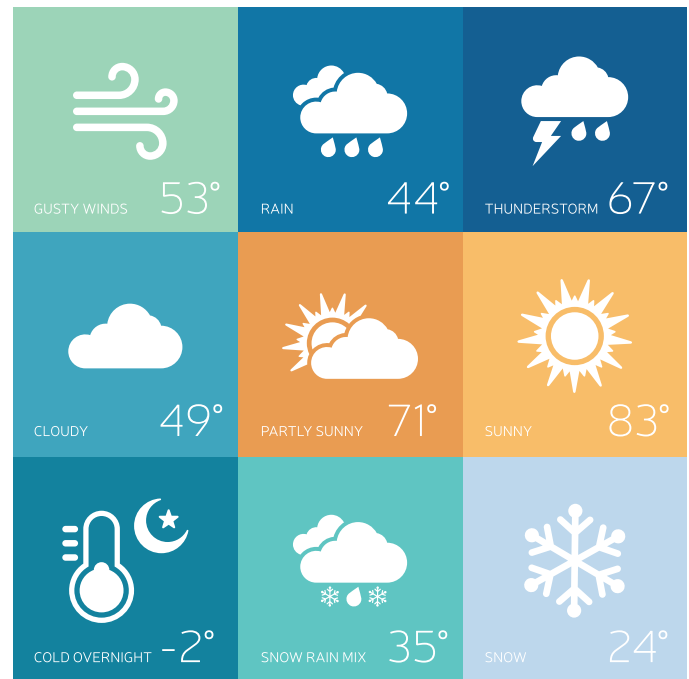 GUSTY WINDS 53°
RAIN 44°
THUNDERSTORM 67°
CLOUDY 49°
PARTLY SUNNY 71°
SUNNY 83°
COLD OVERNIGHT -2°
SNOW RAIN MIX 35°
SNOW 24°